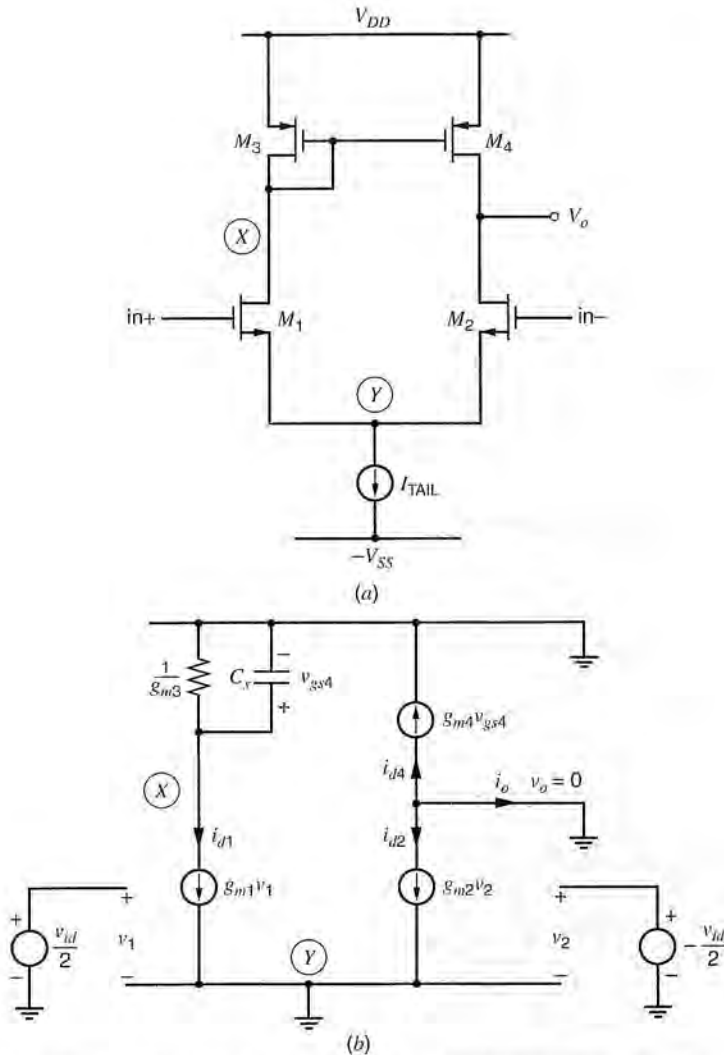 V_DD
M_3
M_4
X
V_o
in+
M_1
M_2
in−
Y
I_TAIL
−V_SS
(a)
1/g_m3
C_x
−
v_gs4
+
g_m4 v_gs4
i_d4
X
i_o
v_o = 0
i_d1
i_d2
+
v_id/2
−
+
v_1
−
g_m1 v_1
Y
g_m2 v_2
+
v_2
−
+
−v_id/2
−
(b)